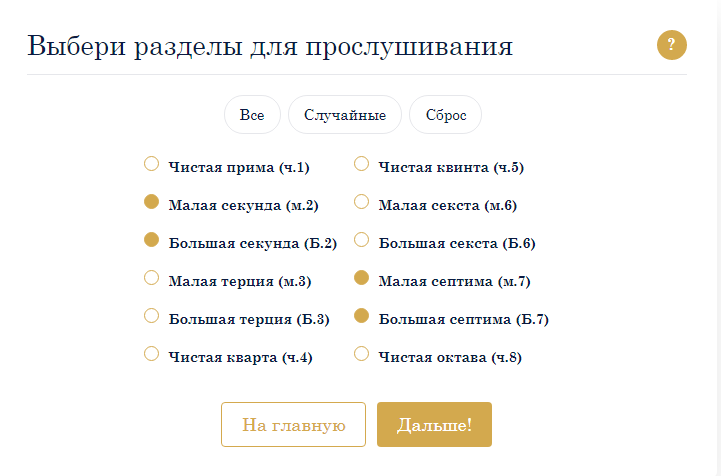 Выбери разделы для прослушивания
?
Все
Случайные
Сброс
Чистая прима (ч.1)
Малая секунда (м.2)
Большая секунда (Б.2)
Малая терция (м.3)
Большая терция (Б.3)
Чистая кварта (ч.4)
Чистая квинта (ч.5)
Малая секста (м.6)
Большая секста (Б.6)
Малая септима (м.7)
Большая септима (Б.7)
Чистая октава (ч.8)
На главную
Дальше!